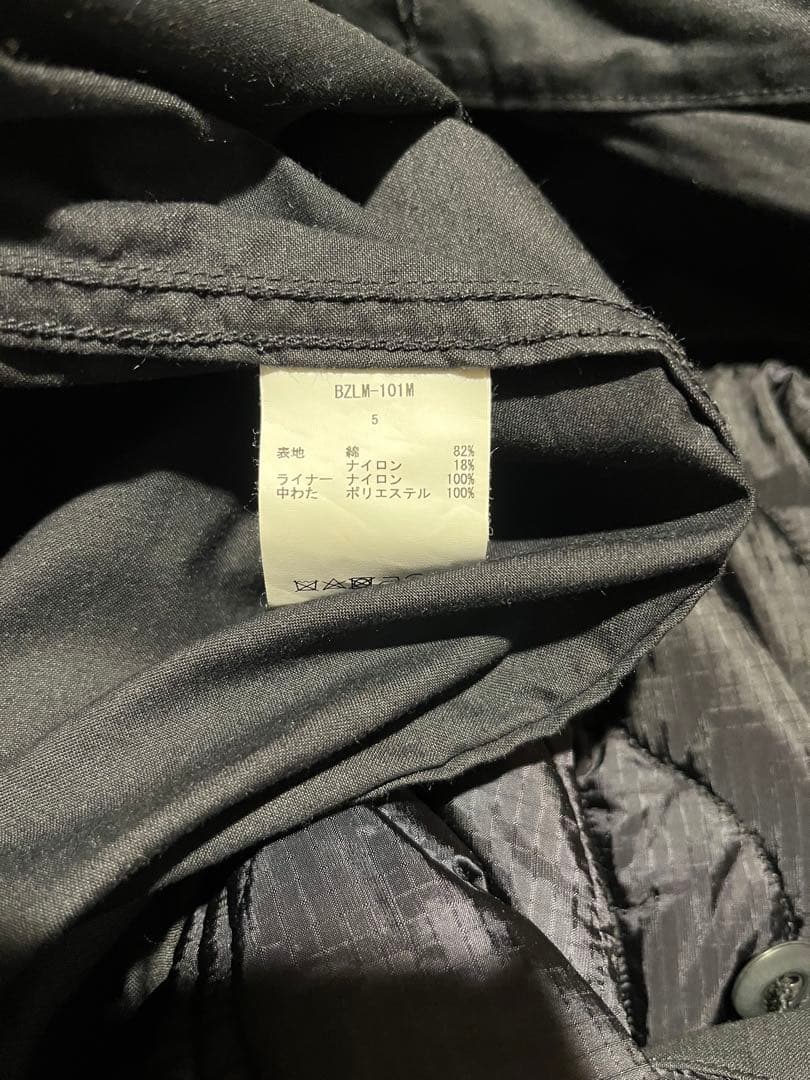 BZLM-101M
5
表地 綿 82%
ナイロン 18%
ライナー ナイロン 100%
中わた ポリエステル 100%